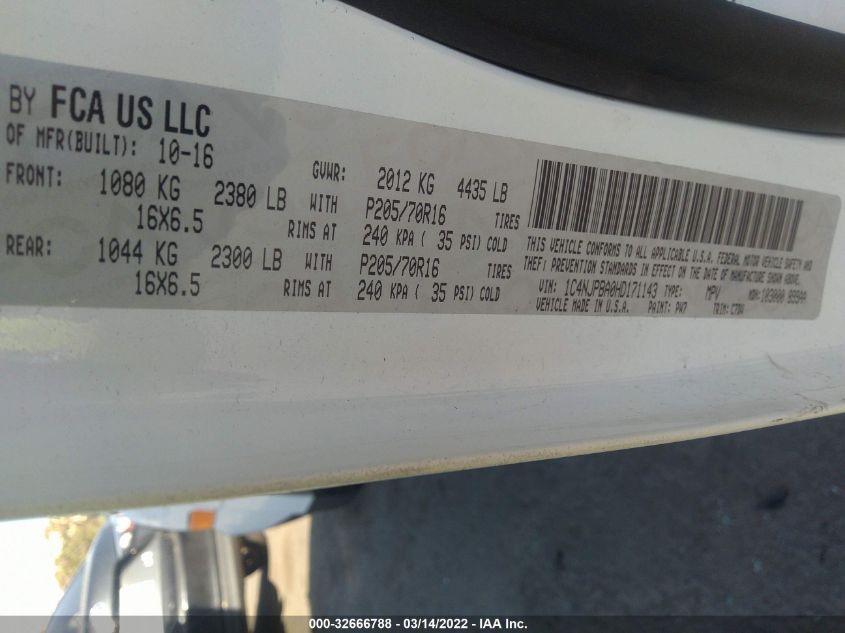 BY FCA US LLC
OF MFR(BUILT): 10-16 GVWR: 2012 KG 4435 LB
FRONT: 1080 KG 2380 LB WITH P205/70R16 TIRES
16X6.5 RIMS AT 240 KPA ( 35 PSI) COLD
REAR: 1044 KG 2300 LB WITH P205/70R16 TIRES
16X6.5 RIMS AT 240 KPA ( 35 PSI) COLD
THIS VEHICLE CONFORMS TO ALL APPLICABLE U.S.A. FEDERAL MOTOR VEHICLE SAFETY AND
THEFT PREVENTION STANDARDS IN EFFECT ON THE DATE OF MANUFACTURE SHOWN ABOVE.
VIN: 1C4NJPBA0HD171143 TYPE: MPV MDH: 103000
VEHICLE MADE IN U.S.A. PAINT: PW7 TRIM:
000-32666788 - 03/14/2022 - IAA Inc.